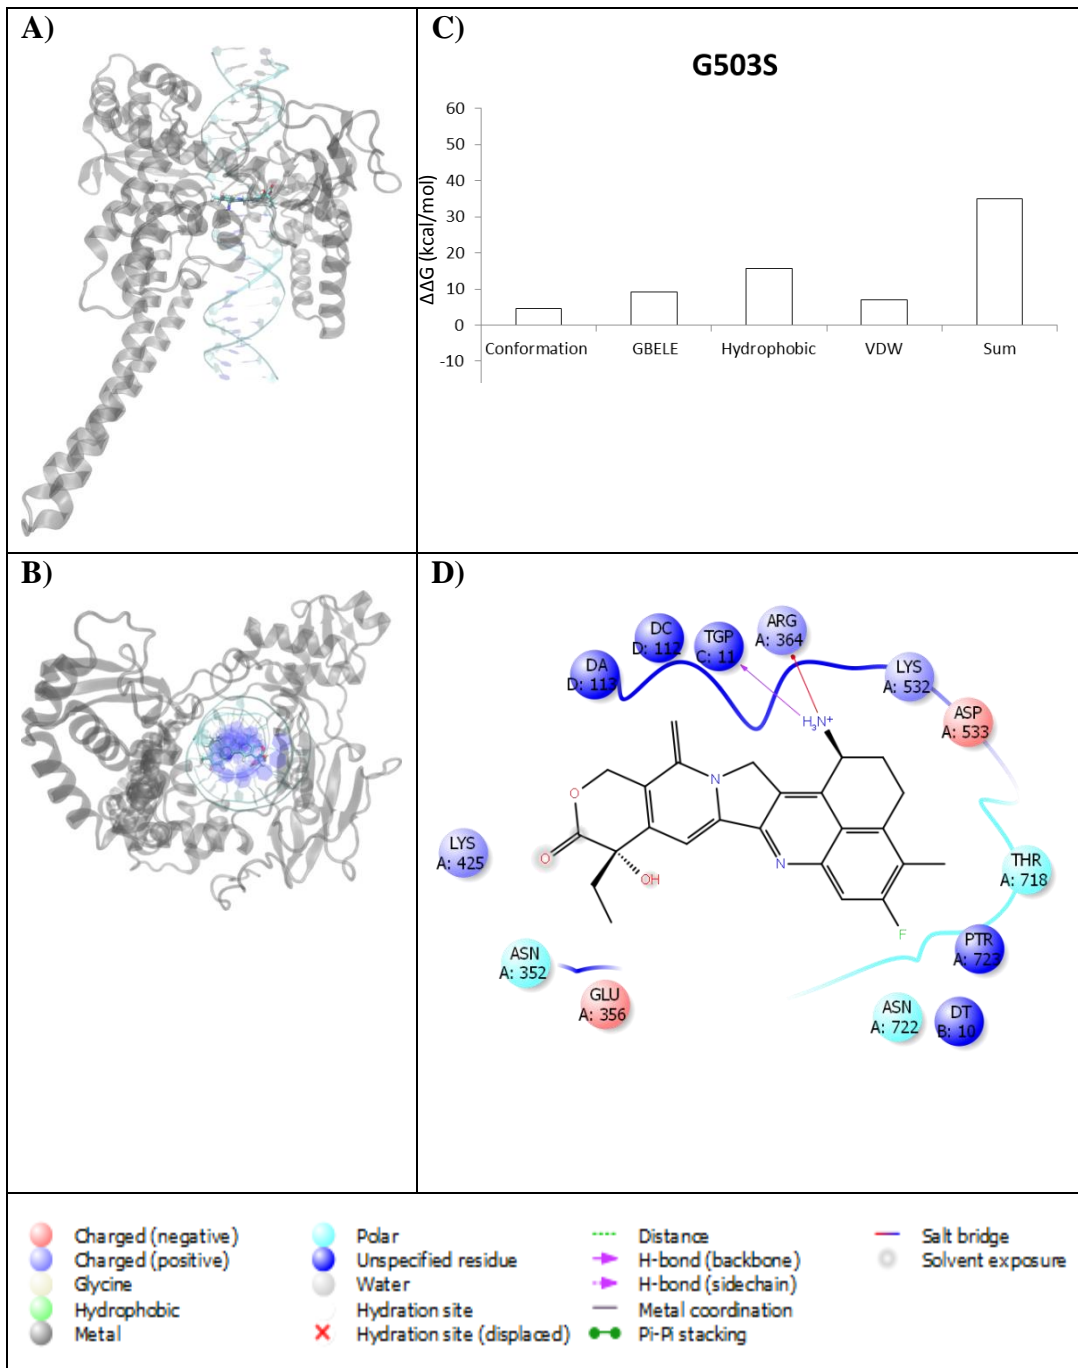 A)
C)
G503S
ΔΔG (kcal/mol)
60
50
40
30
20
10
0
-10
Conformation GBELE Hydrophobic VDW Sum
B)
D)
DA
D: 113
DC
D: 112
TGP
C: 11
ARG
A: 364
LYS
A: 532
ASP
A: 533
H₃N⁺
N
O
O
OH
N
F
LYS
A: 425
THR
A: 718
PTR
A: 723
ASN
A: 352
GLU
A: 356
ASN
A: 722
DT
B: 10
Charged (negative)
Charged (positive)
Glycine
Hydrophobic
Metal
Polar
Unspecified residue
Water
Hydration site
Hydration site (displaced)
Distance
H-bond (backbone)
H-bond (sidechain)
Metal coordination
Pi-Pi stacking
Salt bridge
Solvent exposure